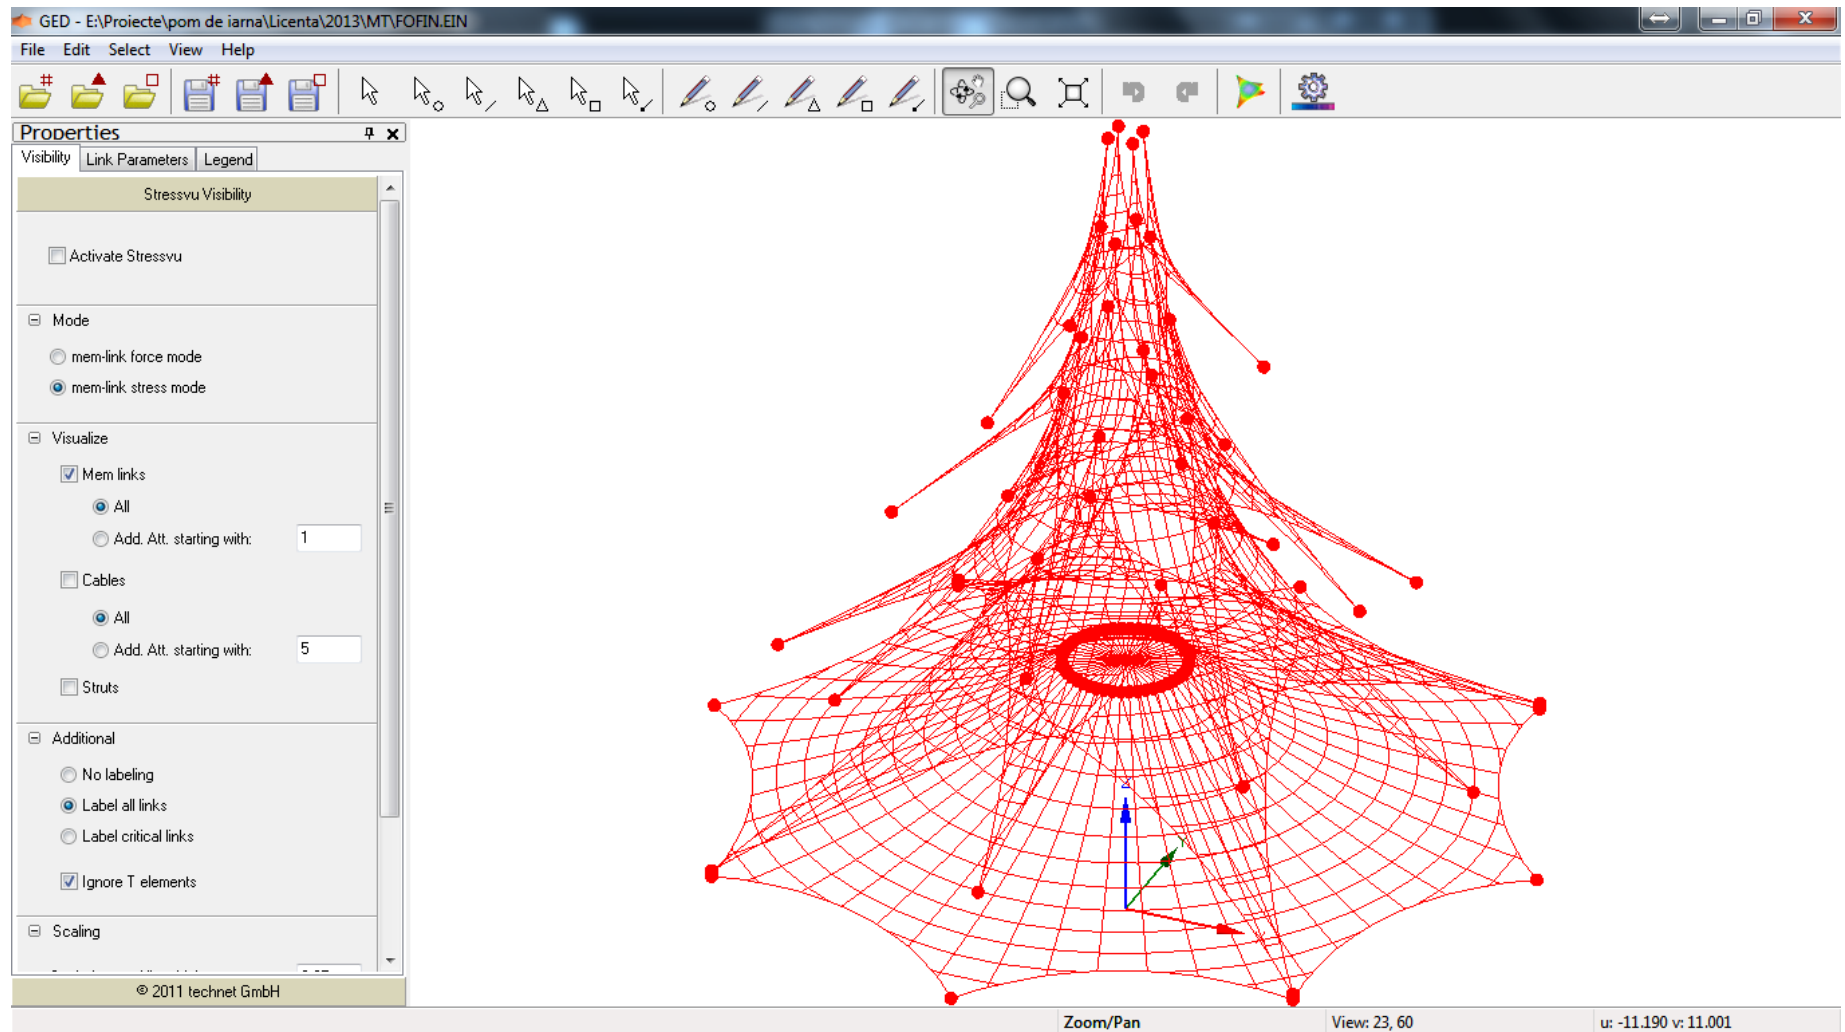 GED - E:\Proiecte\pom de iarna\Licenta\2013\MT\FOFIN.EIN
File Edit Select View Help
Properties
Visibility Link Parameters Legend
Stressvu Visibility
Activate Stressvu
Mode
mem-link force mode
mem-link stress mode
Visualize
Mem links
All
Add. Att. starting with: 1
Cables
All
Add. Att. starting with: 5
Struts
Additional
No labeling
Label all links
Label critical links
Ignore T elements
Scaling
© 2011 technet GmbH
Z
Y
Zoom/Pan View: 23, 60 u: -11.190 v: 11.001